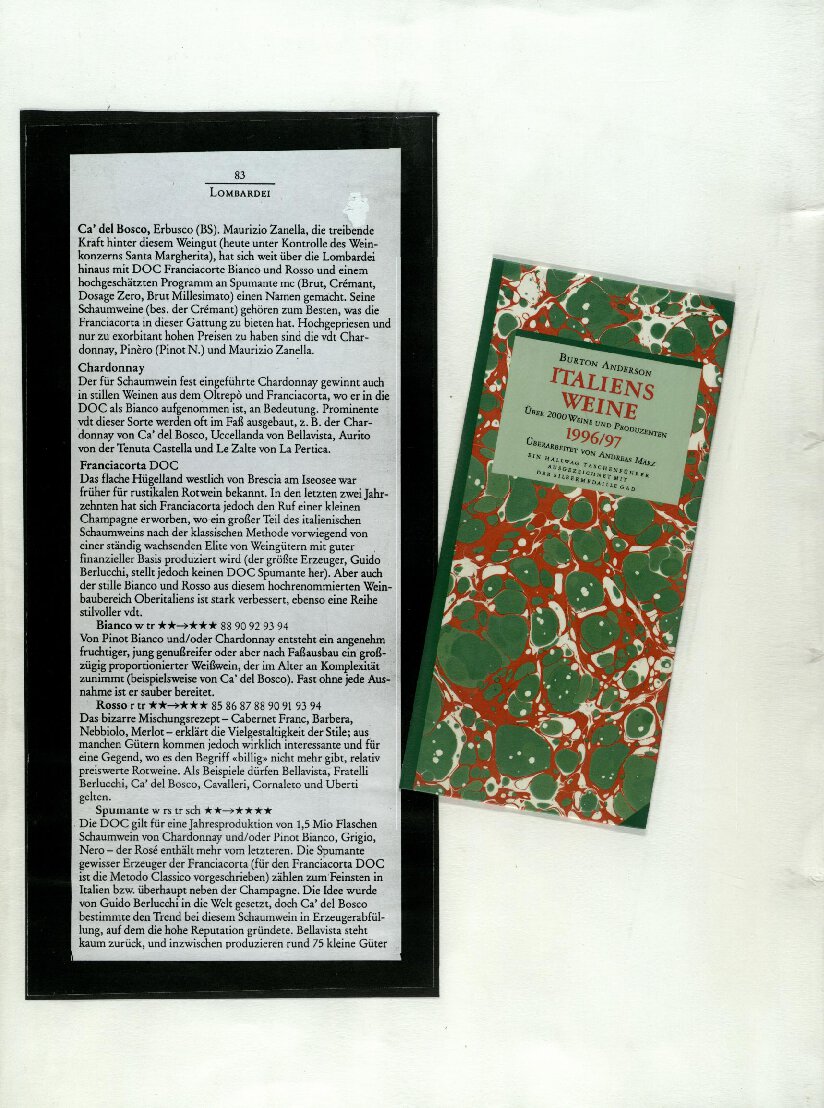 83
LOMBARDEI
Ca' del Bosco, Erbusco (BS). Maurizio Zanella, die treibende
Kraft hinter diesem Weingut (heute unter Kontrolle des Wein-
konzerns Santa Margherita), hat sich weit über die Lombardei
hinaus mit DOC Franciacorte Bianco und Rosso und einem
hochgeschätzten Programm an Spumante mc (Brut, Crémant,
Dosage Zero, Brut Millesimato) einen Namen gemacht. Seine
Schaumweine (bes. der Crémant) gehören zum Besten, was die
Franciacorta in dieser Gattung zu bieten hat. Hochgepriesen und
nur zu exorbitant hohen Preisen zu haben sind die vdt Char-
donnay, Pinèro (Pinot N.) und Maurizio Zanella.
Chardonnay
Der für Schaumwein fest eingeführte Chardonnay gewinnt auch
in stillen Weinen aus dem Oltrepò und Franciacorta, wo er in die
DOC als Bianco aufgenommen ist, an Bedeutung. Prominente
vdt dieser Sorte werden oft im Faß ausgebaut, z. B. der Char-
donnay von Ca' del Bosco, Uccellanda von Bellavista, Aurito
von der Tenuta Castella und Le Zalte von La Pertica.
Franciacorta DOC
Das flache Hügelland westlich von Brescia am Iseosee war
früher für rustikalen Rotwein bekannt. In den letzten zwei Jahr-
zehnten hat sich Franciacorta jedoch den Ruf einer kleinen
Champagne erworben, wo ein großer Teil des italienischen
Schaumweins nach der klassischen Methode vorwiegend von
einer ständig wachsenden Elite von Weingütern mit guter
finanzieller Basis produziert wird (der größte Erzeuger, Guido
Berlucchi, stellt jedoch keinen DOC Spumante her). Aber auch
der stille Bianco und Rosso aus diesem hochrenommierten Wein-
baubereich Oberitaliens ist stark verbessert, ebenso eine Reihe
stilvoller vdt.
Bianco w tr ★★→★★★ 88 90 92 93 94
Von Pinot Bianco und/oder Chardonnay entsteht ein angenehm
fruchtiger, jung genußreifer oder aber nach Faßausbau ein groß-
zügig proportionierter Weißwein, der im Alter an Komplexität
zunimmt (beispielsweise von Ca' del Bosco). Fast ohne jede Aus-
nahme ist er sauber bereitet.
Rosso r tr ★★→★★★ 85 86 87 88 90 91 93 94
Das bizarre Mischungsrezept – Cabernet Franc, Barbera,
Nebbiolo, Merlot – erklärt die Vielgestaltigkeit der Stile; aus
manchen Gütern kommen jedoch wirklich interessante und für
eine Gegend, wo es den Begriff «billig» nicht mehr gibt, relativ
preiswerte Rotweine. Als Beispiele dürfen Bellavista, Fratelli
Berlucchi, Ca' del Bosco, Cavalleri, Cornaleto und Uberti
gelten.
Spumante w rs tr sch ★★→★★★★
Die DOC gilt für eine Jahresproduktion von 1,5 Mio Flaschen
Schaumwein von Chardonnay und/oder Pinot Bianco, Grigio,
Nero – der Rosé enthält mehr vom letzteren. Die Spumante
gewisser Erzeuger der Franciacorta (für den Franciacorta DOC
ist die Metodo Classico vorgeschrieben) zählen zum Feinsten in
Italien bzw. überhaupt neben der Champagne. Die Idee wurde
von Guido Berlucchi in die Welt gesetzt, doch Ca' del Bosco
bestimmte den Trend bei diesem Schaumwein in Erzeugerabfül-
lung, auf dem die hohe Reputation gründete. Bellavista steht
kaum zurück, und inzwischen produzieren rund 75 kleine Güter
BURTON ANDERSON
ITALIENS
WEINE
ÜBER 2000 WEINE UND PRODUZENTEN
1996/97
ÜBERARBEITET VON ANDREAS MÄRZ
EIN HALLWAG TASCHENFÜHRER
AUSGEZEICHNET MIT
DER SILBERMEDAILLE GAD